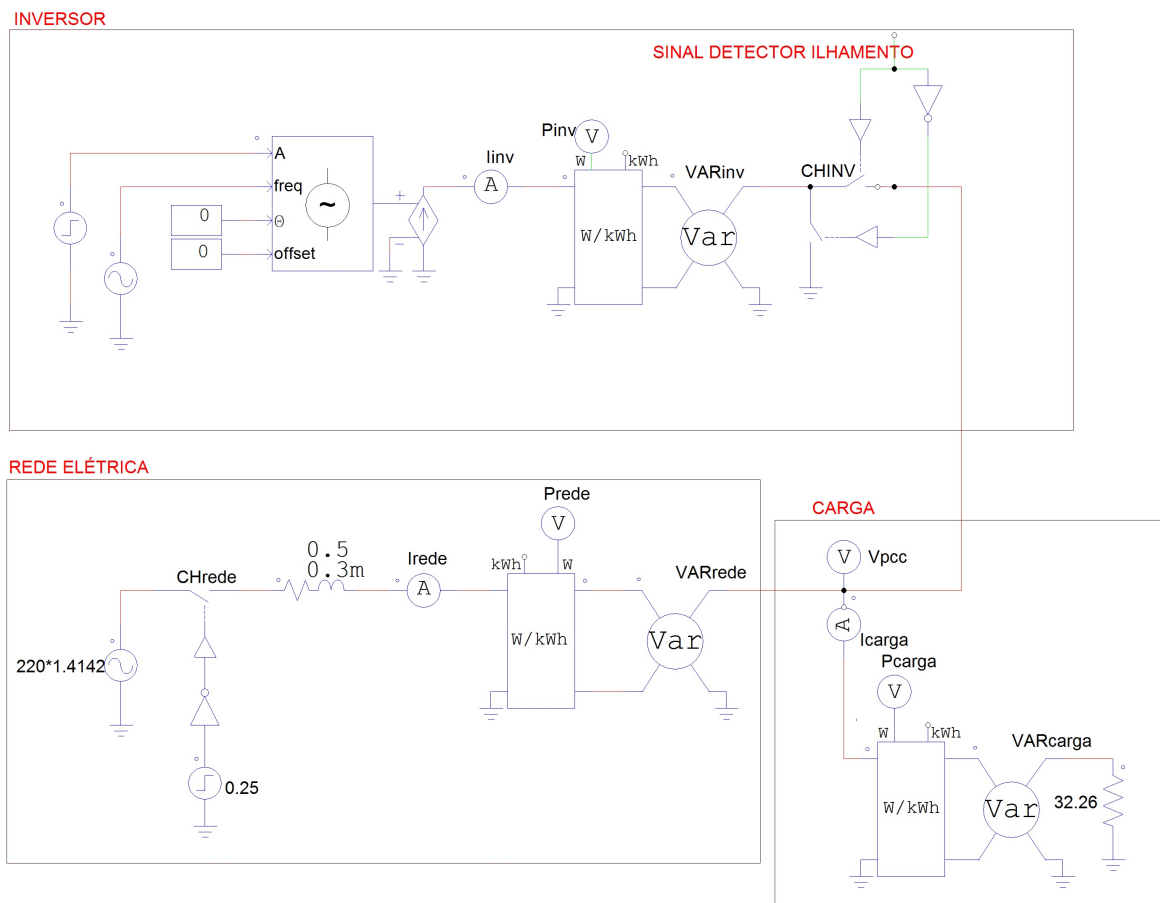 INVERSOR
SINAL DETECTOR ILHAMENTO
A
freq
Θ
offset
0
0
~
+
−
Iinv
A
Pinv
V
W
kWh
W/kWh
VARinv
Var
CHINV
REDE ELÉTRICA
220*1.4142
CHrede
0.25
0.5
0.3m
Irede
A
Prede
V
kWh
W
W/kWh
VARrede
Var
CARGA
V
Vpcc
A
Icarga
Pcarga
V
W
kWh
W/kWh
VARcarga
Var
32.26